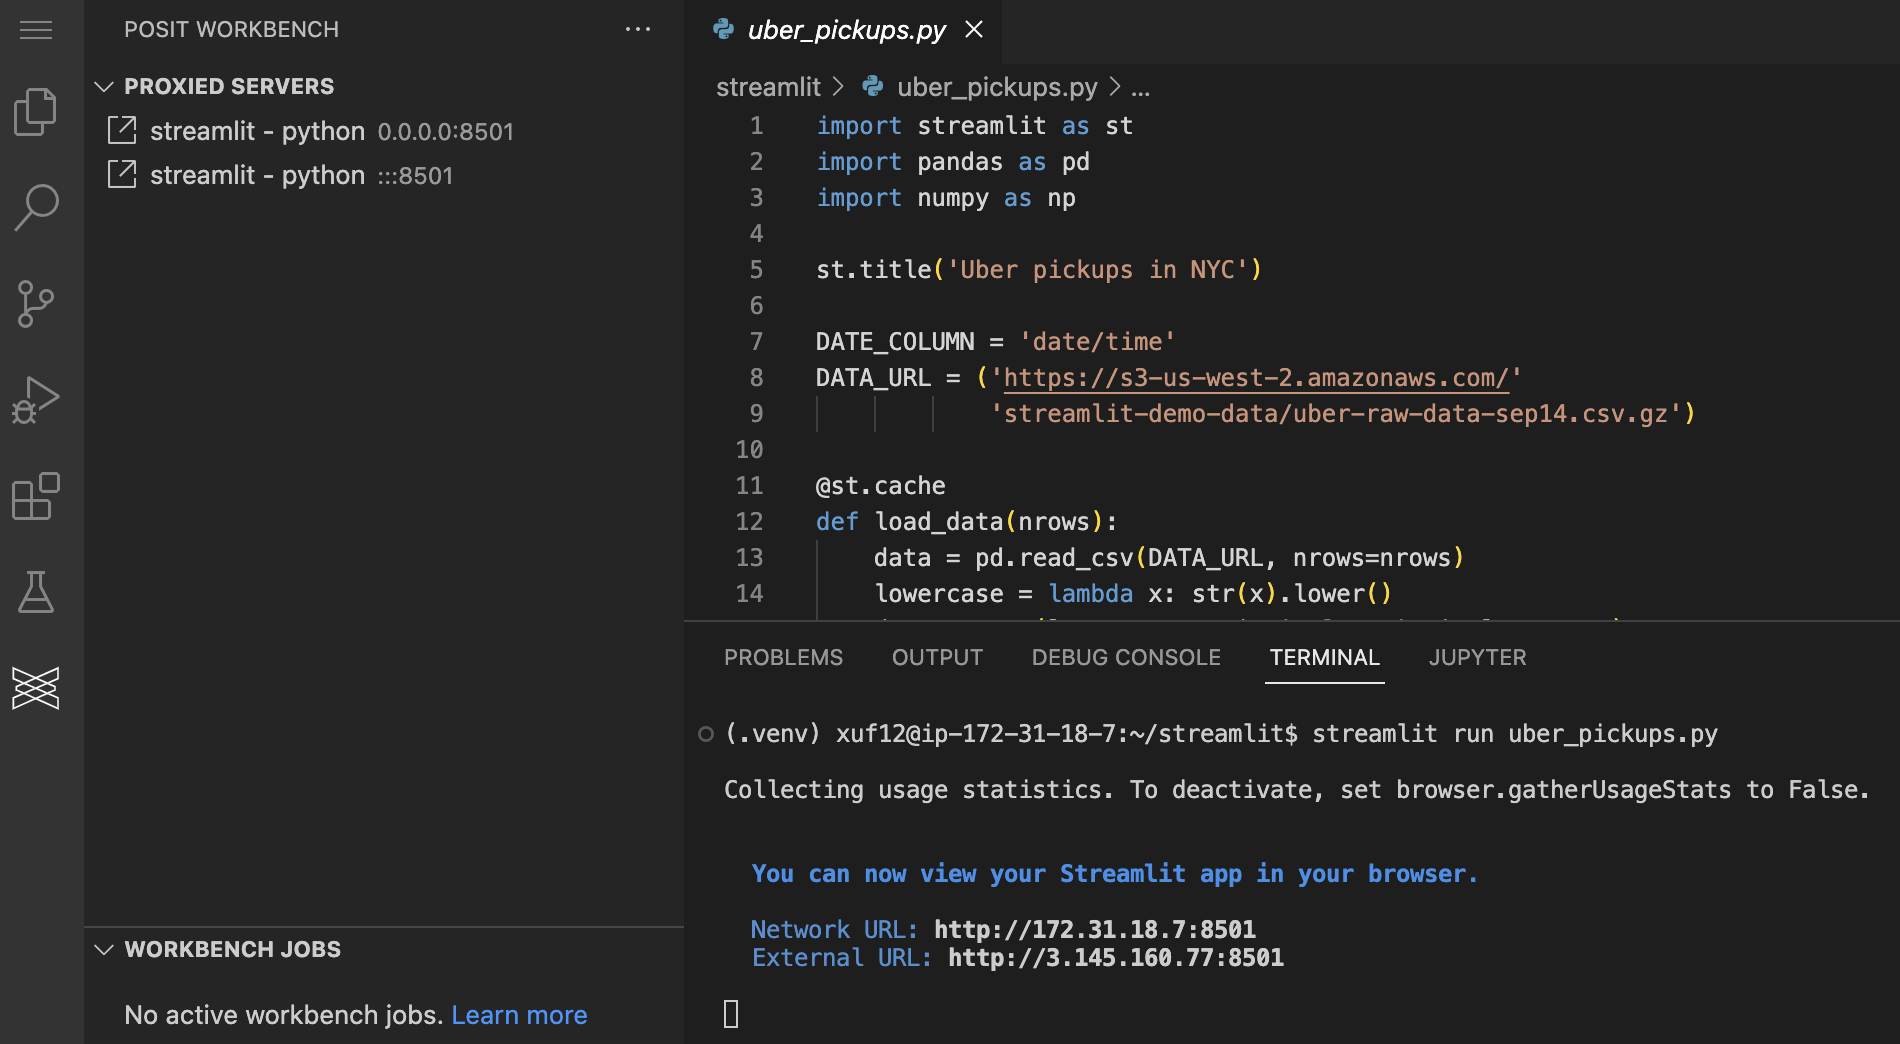 POSIT WORKBENCH
PROXIED SERVERS
streamlit - python 0.0.0.0:8501
streamlit - python :::8501
WORKBENCH JOBS
No active workbench jobs. Learn more
uber_pickups.py
streamlit > uber_pickups.py > ...
1 import streamlit as st
2 import pandas as pd
3 import numpy as np
4
5 st.title('Uber pickups in NYC')
6
7 DATE_COLUMN = 'date/time'
8 DATA_URL = ('https://s3-us-west-2.amazonaws.com/'
9 'streamlit-demo-data/uber-raw-data-sep14.csv.gz')
10
11 @st.cache
12 def load_data(nrows):
13 data = pd.read_csv(DATA_URL, nrows=nrows)
14 lowercase = lambda x: str(x).lower()
PROBLEMS OUTPUT DEBUG CONSOLE TERMINAL JUPYTER
(.venv) xuf12@ip-172-31-18-7:~/streamlit$ streamlit run uber_pickups.py
Collecting usage statistics. To deactivate, set browser.gatherUsageStats to False.
You can now view your Streamlit app in your browser.
Network URL: http://172.31.18.7:8501
External URL: http://3.145.160.77:8501